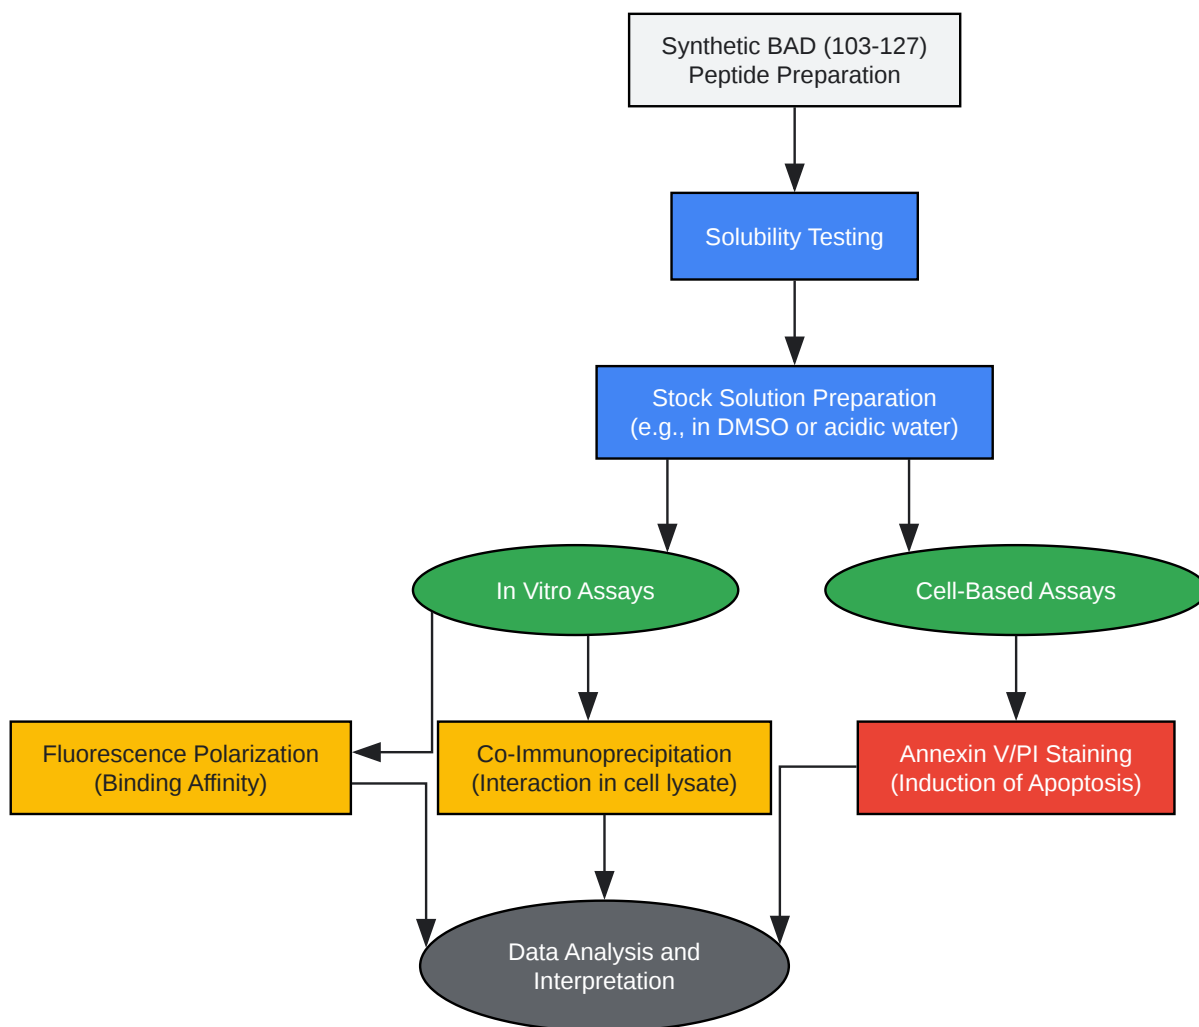 Synthetic BAD (103-127)
Peptide Preparation
Solubility Testing
Stock Solution Preparation
(e.g., in DMSO or acidic water)
In Vitro Assays
Cell-Based Assays
Fluorescence Polarization
(Binding Affinity)
Co-Immunoprecipitation
(Interaction in cell lysate)
Annexin V/PI Staining
(Induction of Apoptosis)
Data Analysis and
Interpretation